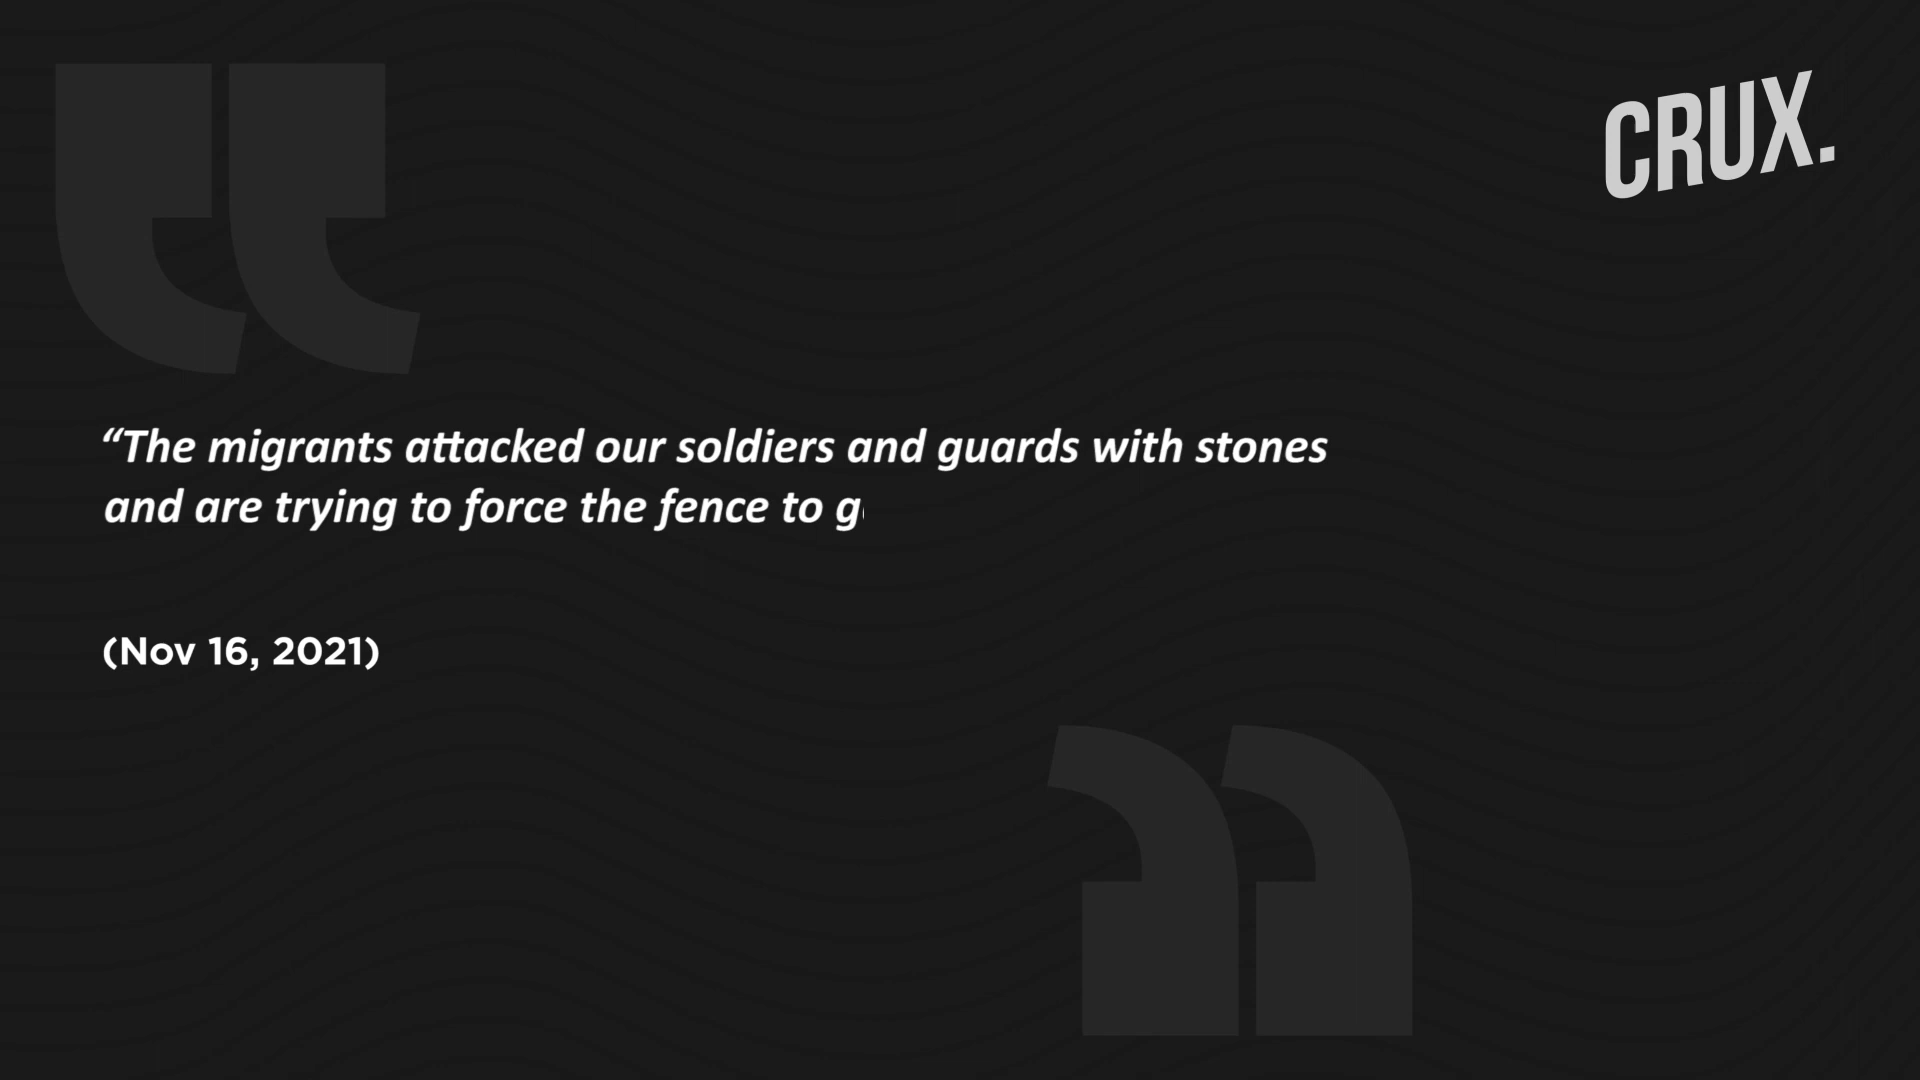 CRUX.
“The migrants attacked our soldiers and guards with stones
and are trying to force the fence to g
(Nov 16, 2021)